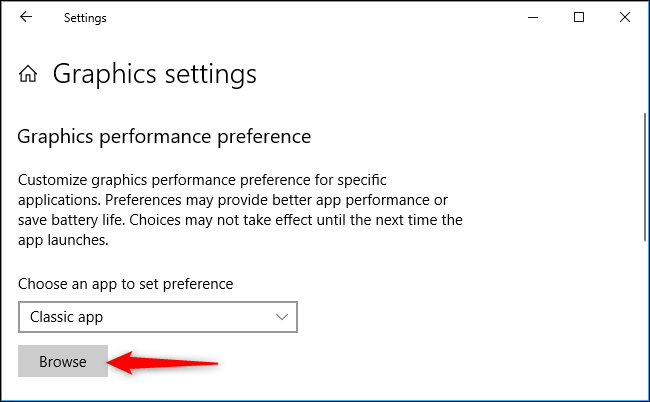 Settings
Graphics settings
Graphics performance preference
Customize graphics performance preference for specific
applications. Preferences may provide better app performance or
save battery life. Choices may not take effect until the next time the
app launches.
Choose an app to set preference
Classic app
Browse